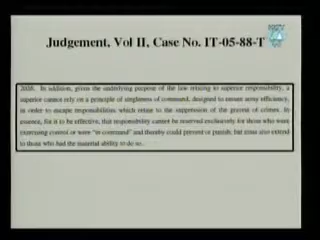 Judgement, Vol II, Case No. IT-05-88-T
In addition, given the underlying purpose of the law relating to superior responsibility, a
superior cannot rely on a principle of singleness of command, designed to ensure army efficiency,
in order to escape responsibilities which relate to the suppression of the gravest of crimes. In
essence, for it to be effective, this responsibility cannot be reserved exclusively for those who were
exercising control or were "in command" and thereby could prevent or punish, but must also extend
to those who had the material ability to do so.